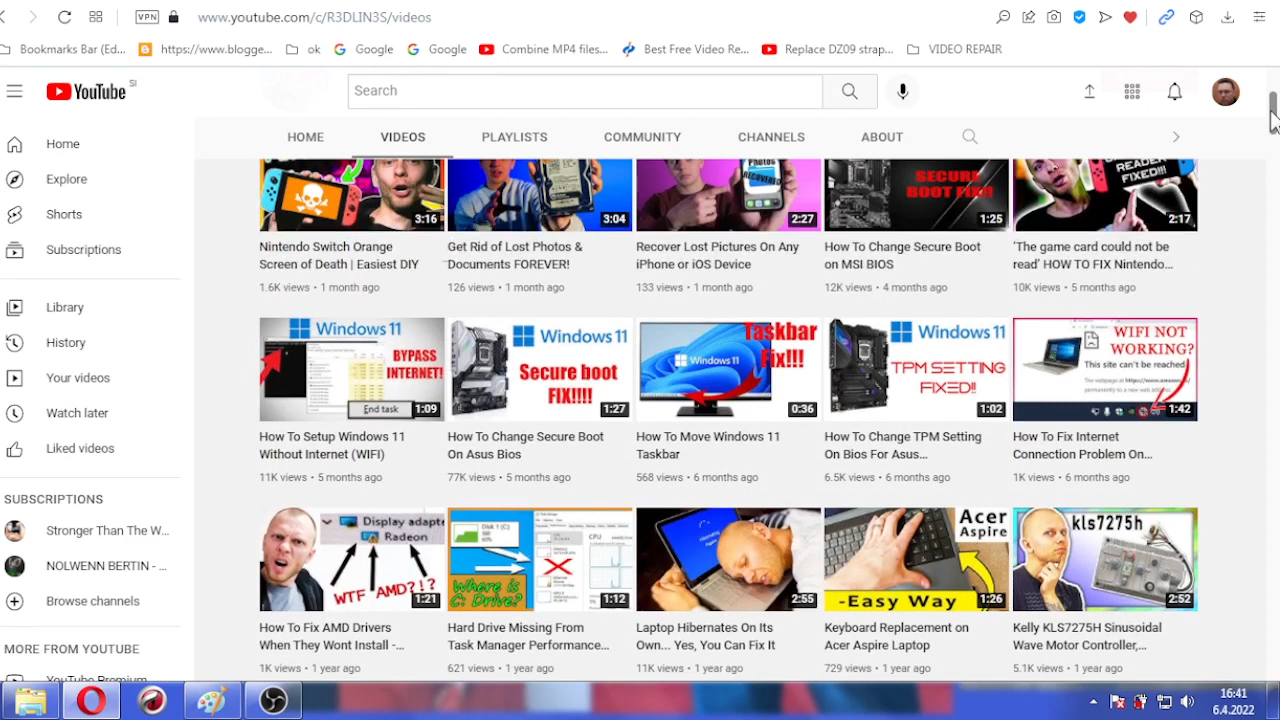 VPN
www.youtube.com/c/R3DLIN3S/videos
Bookmarks Bar (Ed...
https://www.blogge...
ok
Google
Google
Combine MP4 files...
Best Free Video Re...
Replace DZ09 strap...
VIDEO REPAIR
YouTube SI
Search
HOME
VIDEOS
PLAYLISTS
COMMUNITY
CHANNELS
ABOUT
Home
Explore
Shorts
Subscriptions
Library
History
Your videos
Watch later
Liked videos
SUBSCRIPTIONS
Stronger Than The W...
NOLWENN BERTIN - ...
Browse channels
MORE FROM YOUTUBE
YouTube Premium
3:16
Nintendo Switch Orange
Screen of Death | Easiest DIY
1.6K views • 1 month ago
3:04
Get Rid of Lost Photos &
Documents FOREVER!
126 views • 1 month ago
Photos
RECOVERED
2:27
Recover Lost Pictures On Any
iPhone or iOS Device
133 views • 1 month ago
SECURE
BOOT FIX!!
1:25
How To Change Secure Boot
on MSI BIOS
12K views • 4 months ago
READER
FIXED!!!
2:17
'The game card could not be
read' HOW TO FIX Nintendo...
10K views • 5 months ago
Windows 11
BYPASS
INTERNET!
End task
1:09
How To Setup Windows 11
Without Internet (WIFI)
11K views • 5 months ago
Windows 11
Secure boot
FIX!!!!
1:27
How To Change Secure Boot
On Asus Bios
77K views • 5 months ago
Taskbar
Fix!!!
Windows 11
0:36
How To Move Windows 11
Taskbar
568 views • 6 months ago
Windows 11
TPM SETTING
FIXED!!
1:02
How To Change TPM Setting
On Bios For Asus...
6.5K views • 6 months ago
WIFI NOT
WORKING?
This site can't be reached
1:42
How To Fix Internet
Connection Problem On...
1K views • 6 months ago
Display adapte
Radeon
WTF AMD?!?
1:21
How To Fix AMD Drivers
When They Wont Install -...
1K views • 1 year ago
Disk 1 (C:)
CPU
Where is
C: Drive?
1:12
Hard Drive Missing From
Task Manager Performance...
621 views • 1 year ago
2:55
Laptop Hibernates On Its
Own... Yes, You Can Fix It
11K views • 1 year ago
Acer
Aspire
-Easy Way
1:26
Keyboard Replacement on
Acer Aspire Laptop
729 views • 1 year ago
kls7275h
2:52
Kelly KLS7275H Sinusoidal
Wave Motor Controller,...
5.1K views • 1 year ago
16:41
6.4.2022